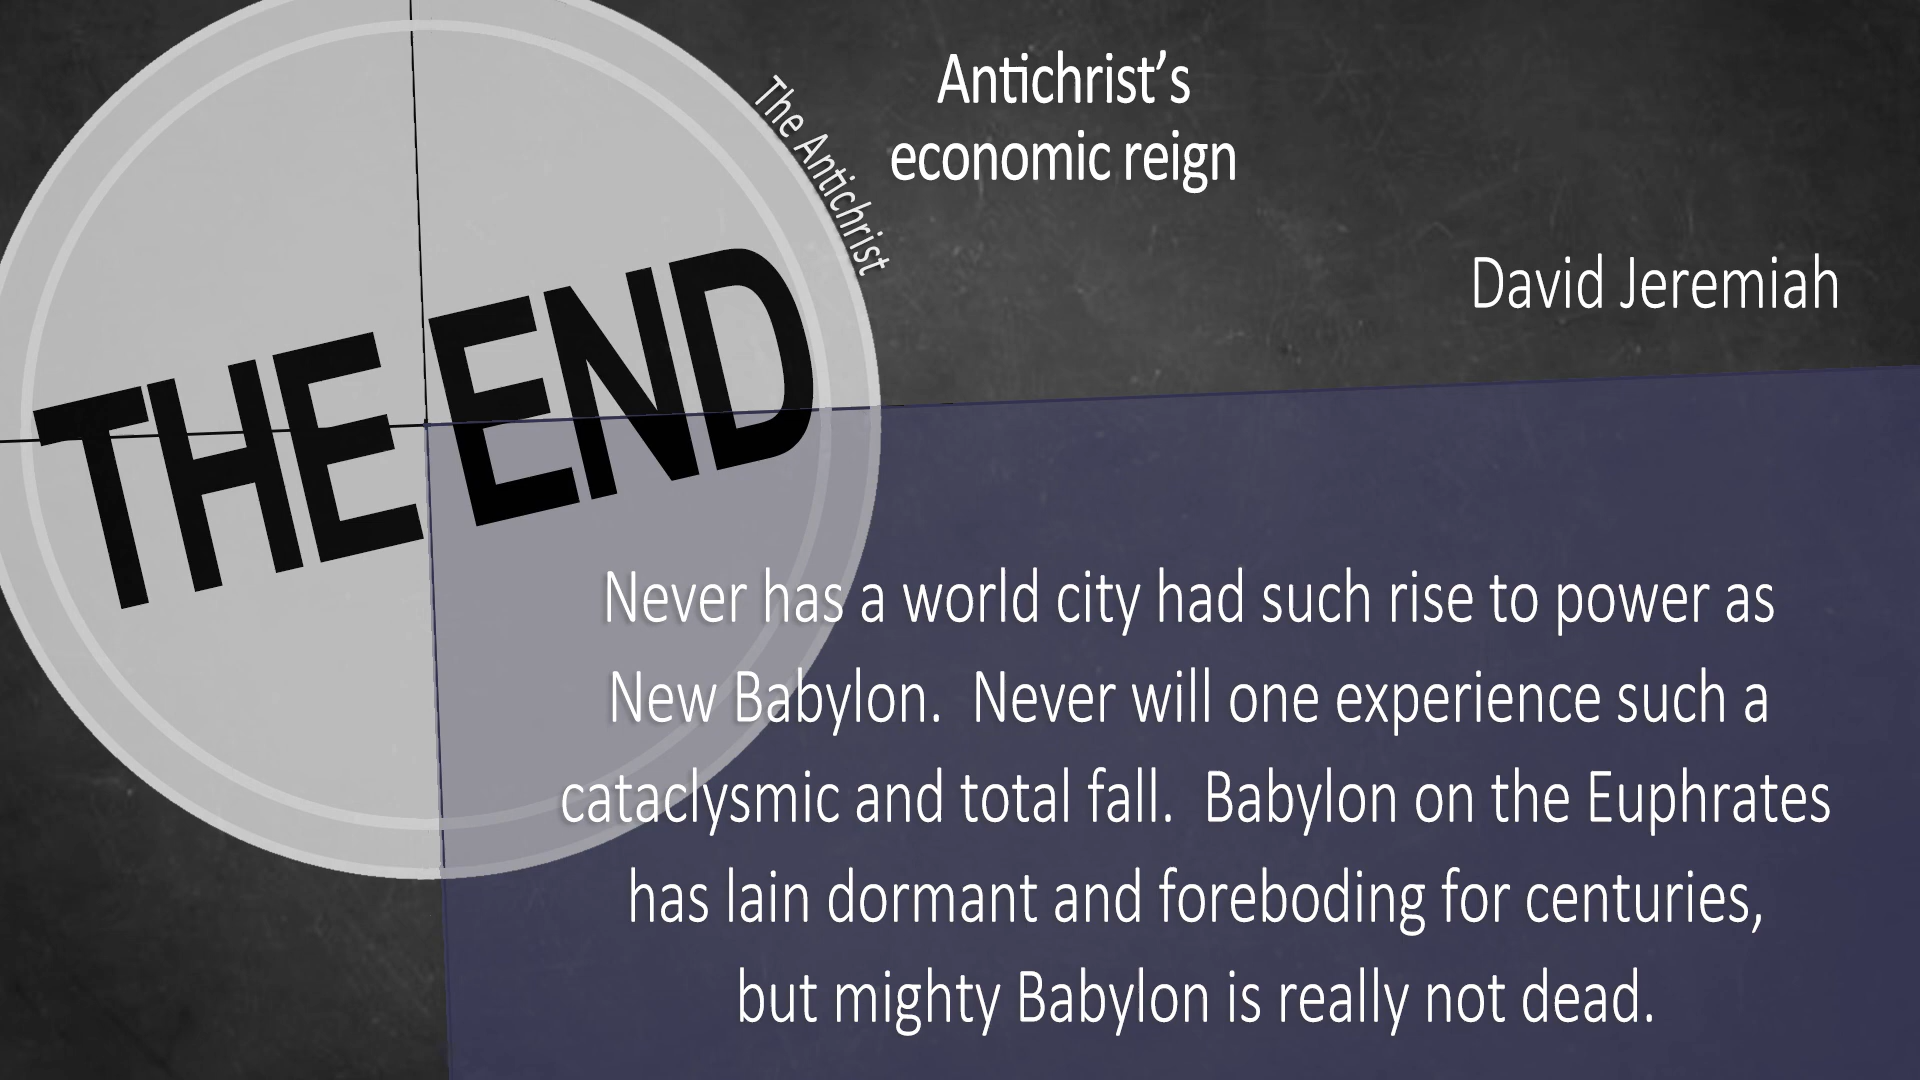 Antichrist’s
economic reign
The Antichrist
David Jeremiah
THE END
Never has a world city had such rise to power as
New Babylon.  Never will one experience such a
cataclysmic and total fall.  Babylon on the Euphrates
has lain dormant and foreboding for centuries,
but mighty Babylon is really not dead.